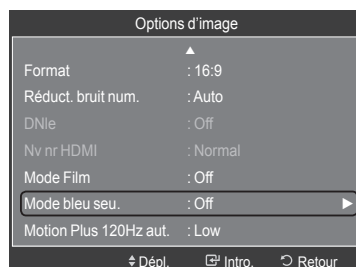 Options d’image
▲
Format : 16:9
Réduct. bruit num. : Auto
DNIe : Off
Nv nr HDMI : Normal
Mode Film : Off
Mode bleu seu. : Off ►
Motion Plus 120Hz aut. : Low
Dépl. Intro. Retour